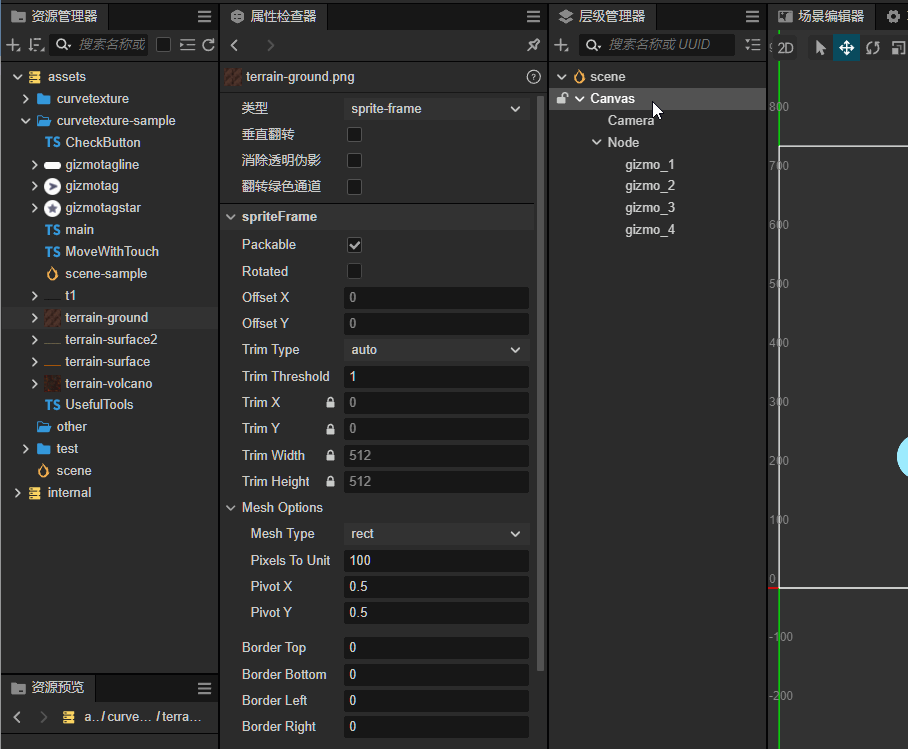 资源管理器
搜索名称或
assets
curvetexture
curvetexture-sample
TS CheckButton
gizmotagline
gizmotag
gizmotagstar
TS main
TS MoveWithTouch
scene-sample
t1
terrain-ground
terrain-surface2
terrain-surface
terrain-volcano
TS UsefulTools
other
test
scene
internal
资源预览
a../curve... /terra...
属性检查器
terrain-ground.png
类型 sprite-frame
垂直翻转
消除透明伪影
翻转绿色通道
spriteFrame
Packable
Rotated
Offset X 0
Offset Y 0
Trim Type auto
Trim Threshold 1
Trim X 0
Trim Y 0
Trim Width 512
Trim Height 512
Mesh Options
Mesh Type rect
Pixels To Unit 100
Pivot X 0.5
Pivot Y 0.5
Border Top 0
Border Bottom 0
Border Left 0
Border Right 0
层级管理器
搜索名称或 UUID
scene
Canvas
Camera
Node
gizmo_1
gizmo_2
gizmo_3
gizmo_4
场景编辑器
2D
800
700
600
500
400
300
200
100
0
-100
-200